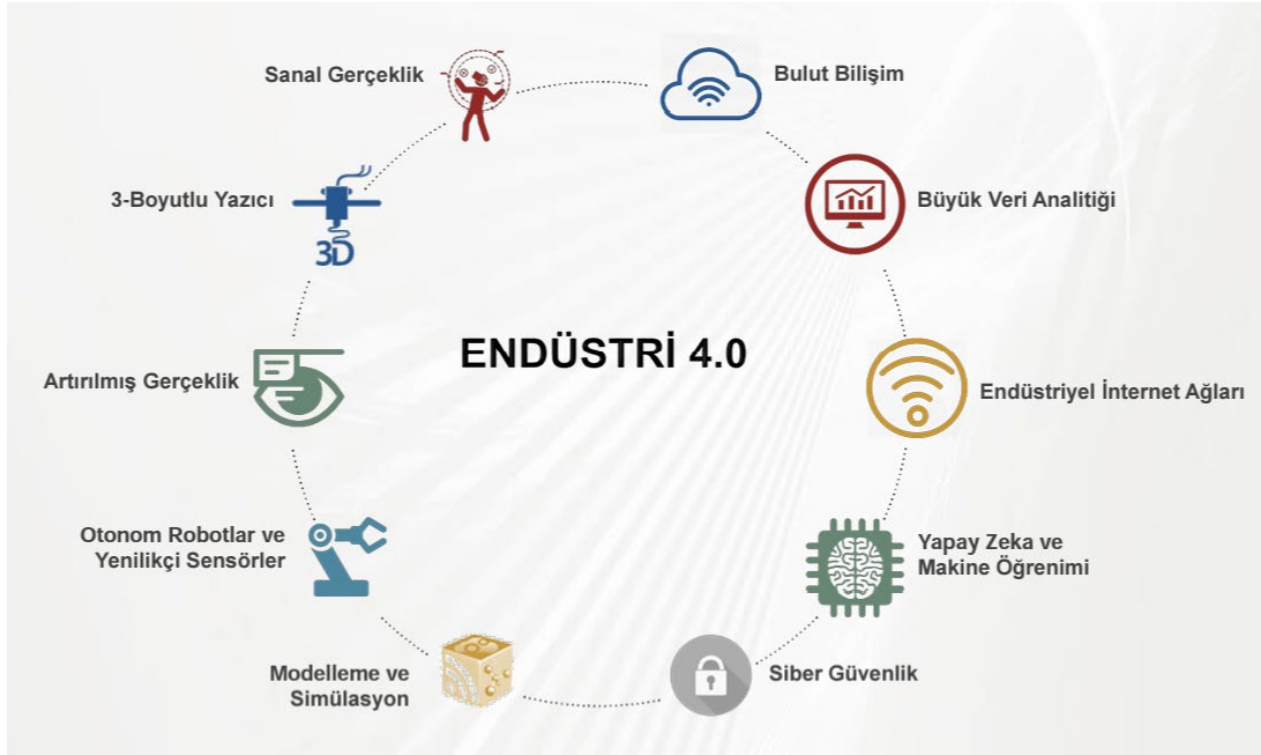 Sanal Gerçeklik
Bulut Bilişim
3-Boyutlu Yazıcı
3D
Büyük Veri Analitiği
ENDÜSTRİ 4.0
Artırılmış Gerçeklik
Endüstriyel İnternet Ağları
Otonom Robotlar ve
Yenilikçi Sensörler
Yapay Zeka ve
Makine Öğrenimi
Modelleme ve
Simülasyon
Siber Güvenlik